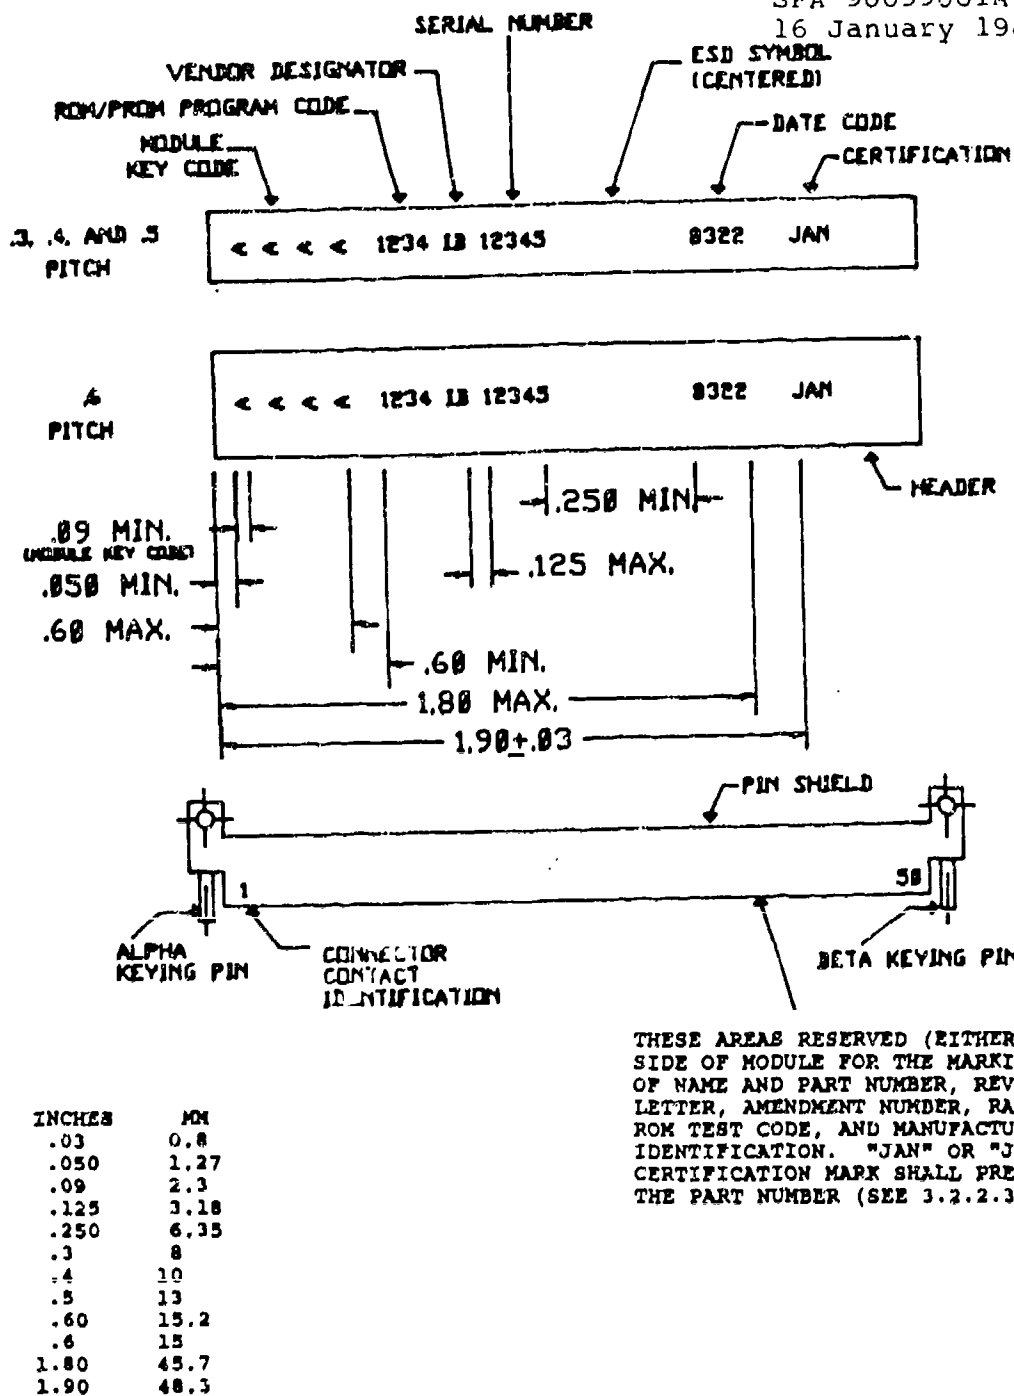 16 January 19
SERIAL NUMBER
VENDOR DESIGNATOR
ESD SYMBOL
(CENTERED)
ROM/PROM PROGRAM CODE
DATE CODE
MODULE
KEY CODE
CERTIFICATION
.3, .4, AND .5
PITCH
< < < < 1234 IB 12345 8322 JAN
.6
PITCH
< < < < 1234 IB 12345 8322 JAN
HEADER
.250 MIN.
.09 MIN.
(MODULE KEY CODE)
.125 MAX.
.050 MIN.
.60 MAX.
.60 MIN.
1.80 MAX.
1.90±.03
PIN SHIELD
1
50
ALPHA
KEYING PIN
CONNECTOR
CONTACT
IDENTIFICATION
BETA KEYING PIN
THESE AREAS RESERVED (EITHER
SIDE OF MODULE FOR THE MARKI
OF NAME AND PART NUMBER, REV
LETTER, AMENDMENT NUMBER, RA
ROM TEST CODE, AND MANUFACTU
IDENTIFICATION. "JAN" OR "J
CERTIFICATION MARK SHALL PRE
THE PART NUMBER (SEE 3.2.2.3
INCHES MM
.03 0.8
.050 1.27
.09 2.3
.125 3.18
.250 6.35
.3 8
.4 10
.5 13
.60 15.2
.6 15
1.80 45.7
1.90 48.3